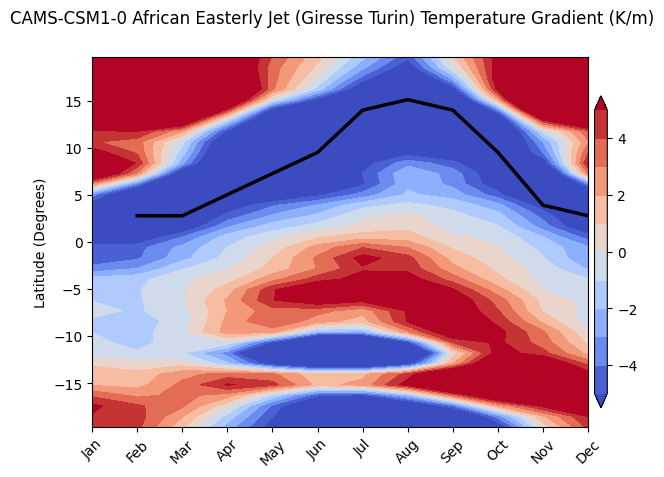 CAMS-CSM1-0 African Easterly Jet (Giresse Turin) Temperature Gradient (K/m)
15
10
5
0
−5
−10
−15
Latitude (Degrees)
Jan
Feb
Mar
Apr
May
Jun
Jul
Aug
Sep
Oct
Nov
Dec
4
2
0
−2
−4